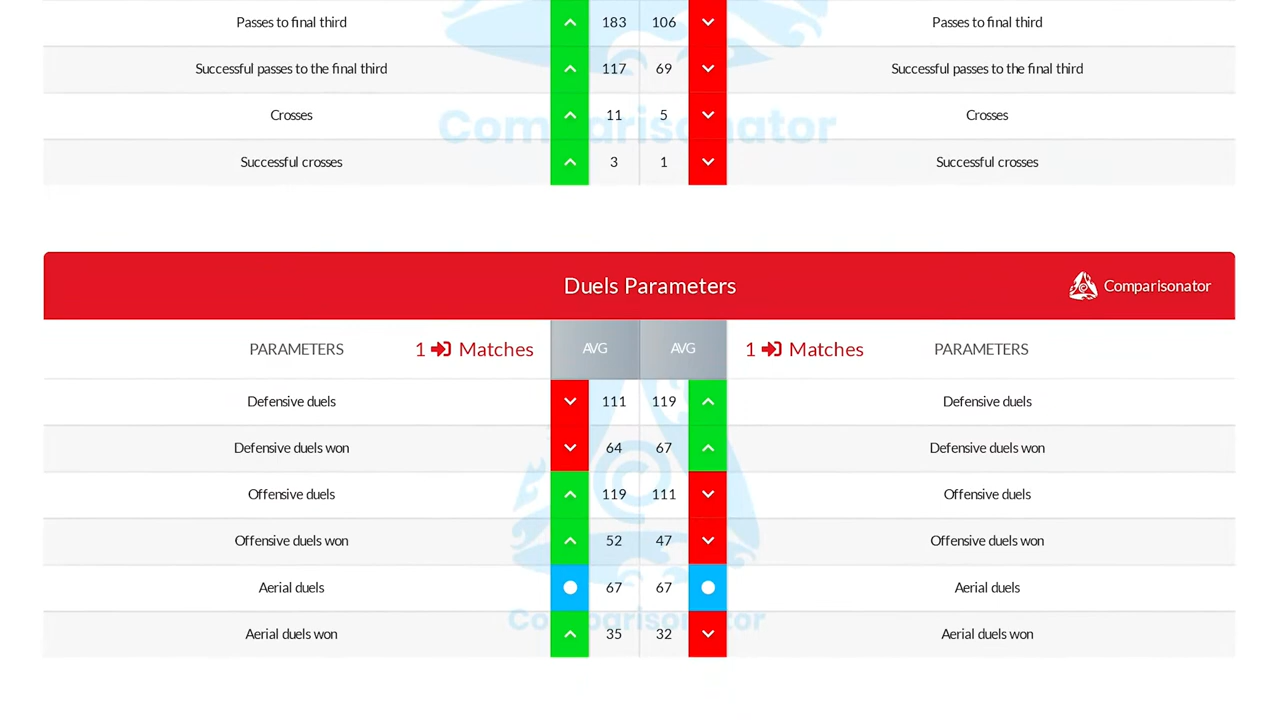 Passes to final third 183 106 Passes to final third
Successful passes to the final third 117 69 Successful passes to the final third
Crosses 11 5 Crosses
Comparisonator
Successful crosses 3 1 Successful crosses
Duels Parameters
Comparisonator
PARAMETERS 1 Matches AVG AVG 1 Matches PARAMETERS
Defensive duels 111 119 Defensive duels
Defensive duels won 64 67 Defensive duels won
Offensive duels 119 111 Offensive duels
Offensive duels won 52 47 Offensive duels won
Aerial duels 67 67 Aerial duels
Comparisonator
Aerial duels won 35 32 Aerial duels won